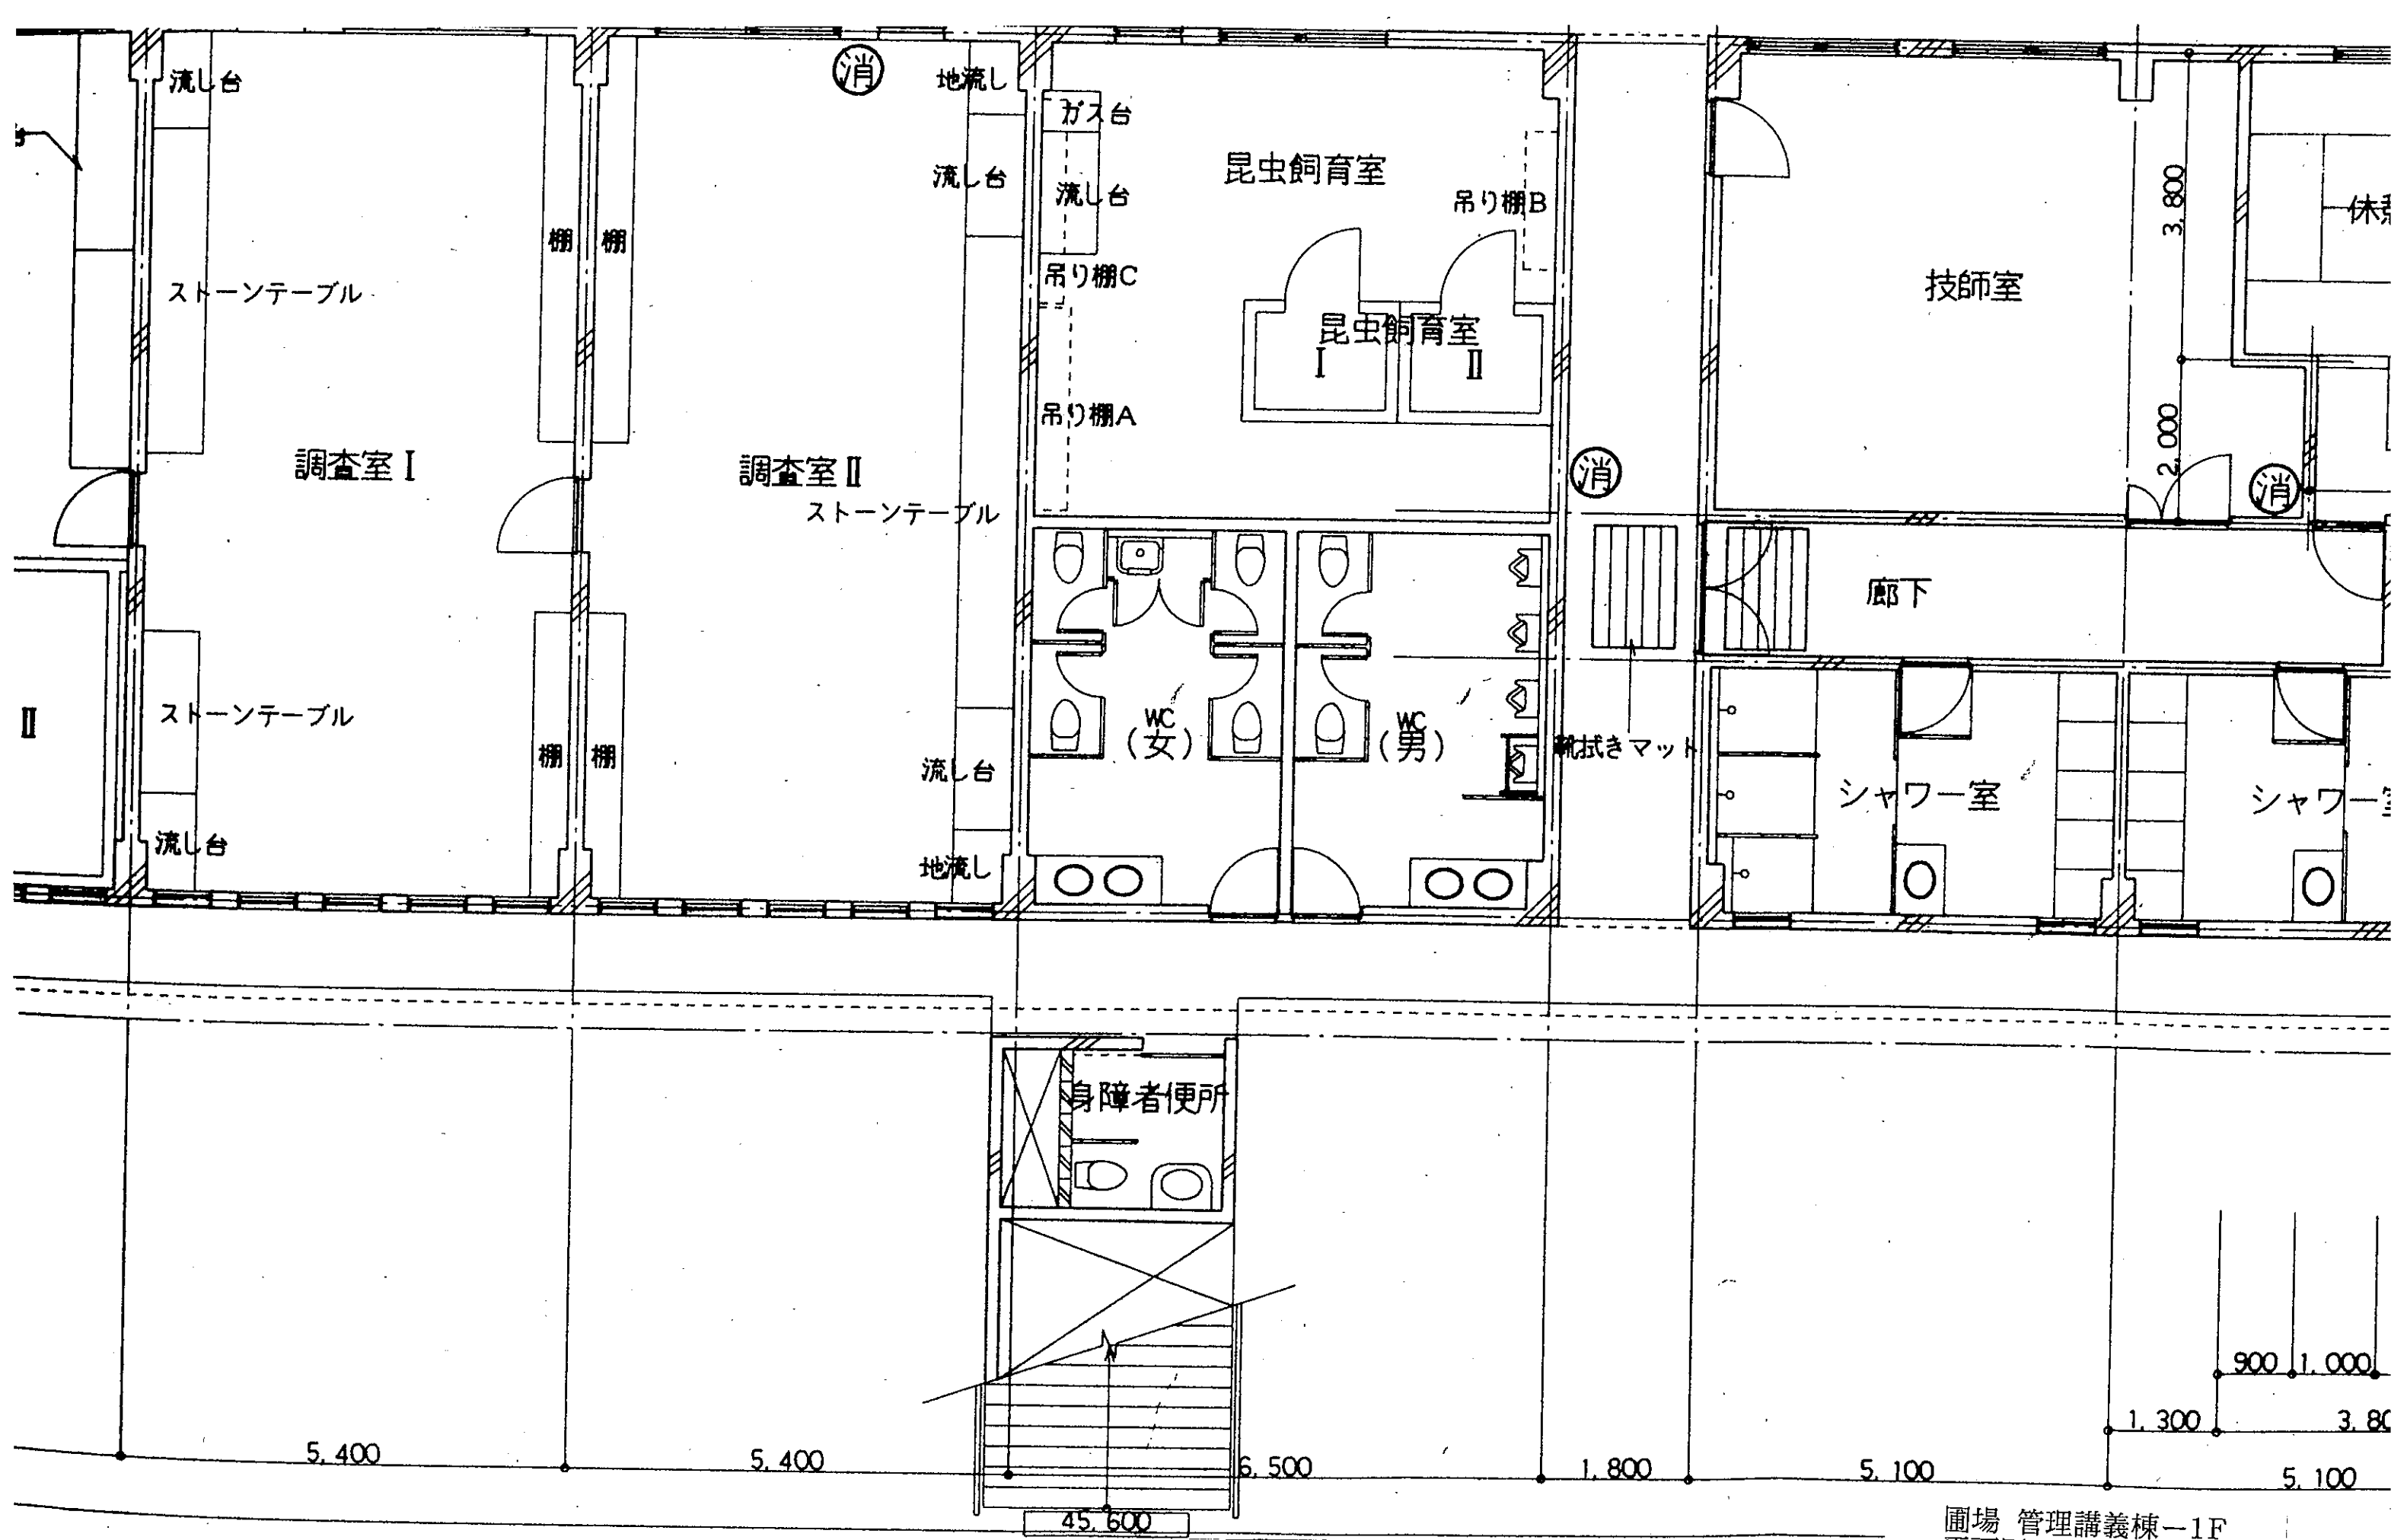 流し台
消
地流し
ガス台
流し台
流し台
昆虫飼育室
吊り棚B
3,800
棚
棚
ストーンテーブル
吊り棚C
技師室
昆虫飼育室
Ⅰ
Ⅱ
吊り棚A
2,000
調査室Ⅰ
調査室Ⅱ
消
消
ストーンテーブル
廊下
Ⅱ
ストーンテーブル
棚
棚
流し台
WC
(女)
WC
(男)
靴拭きマット
シャワー室
シャワー室
流し台
地流し
身障者便所
900
1,000
1,300
3,80
5,400
5,400
6,500
1,800
5,100
5,100
45,600
圃場 管理講義棟−1F